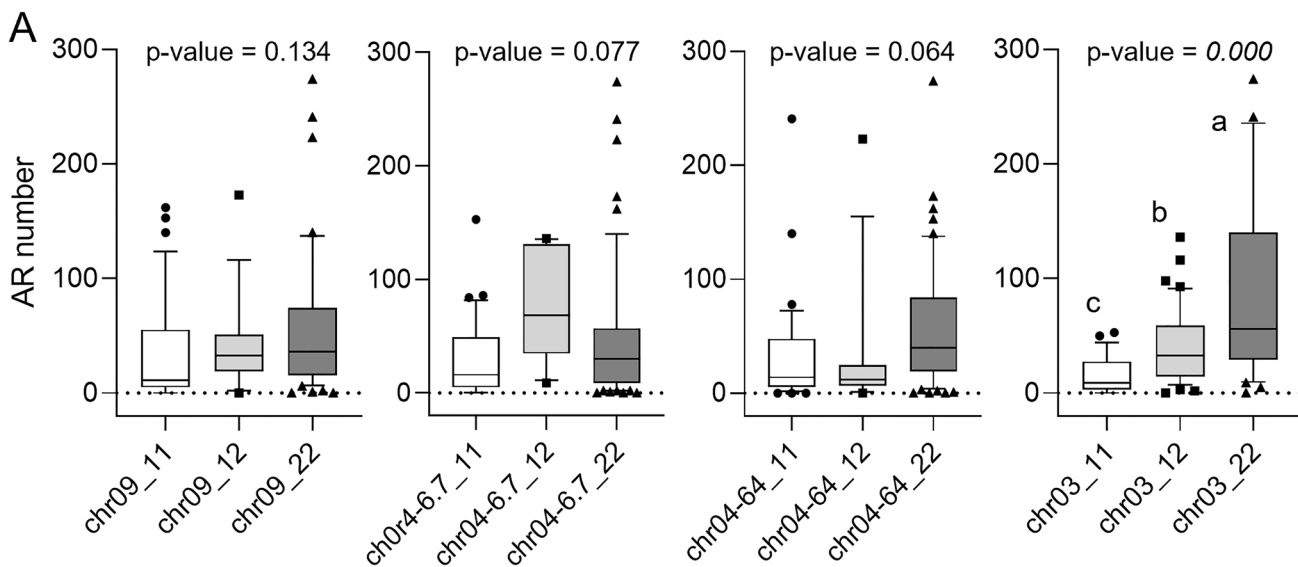 A
AR number
p-value = 0.134
300
200
100
0
chr09_11
chr09_12
chr09_22
p-value = 0.077
300
200
100
0
ch0r4-6.7_11
chr04-6.7_12
chr04-6.7_22
p-value = 0.064
300
200
100
0
chr04-64_11
chr04-64_12
chr04-64_22
p-value = 0.000
300
200
100
0
c
b
a
chr03_11
chr03_12
chr03_22